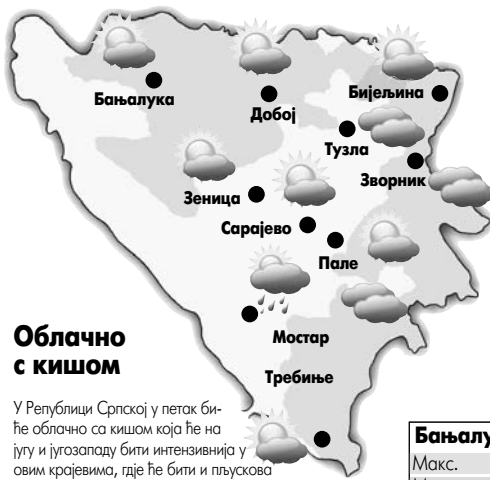 Бањалука
Добој
Бијељина
Тузла
Зворник
Зеница
Сарајево
Пале
Мостар
Требиње
Облачно
с кишом
У Републици Српској у петак би-
ће облачно са кишом која ће на
југу и југозападу бити интензивнија у
овим крајевима, гдје ће бити и пљускова
Макс.